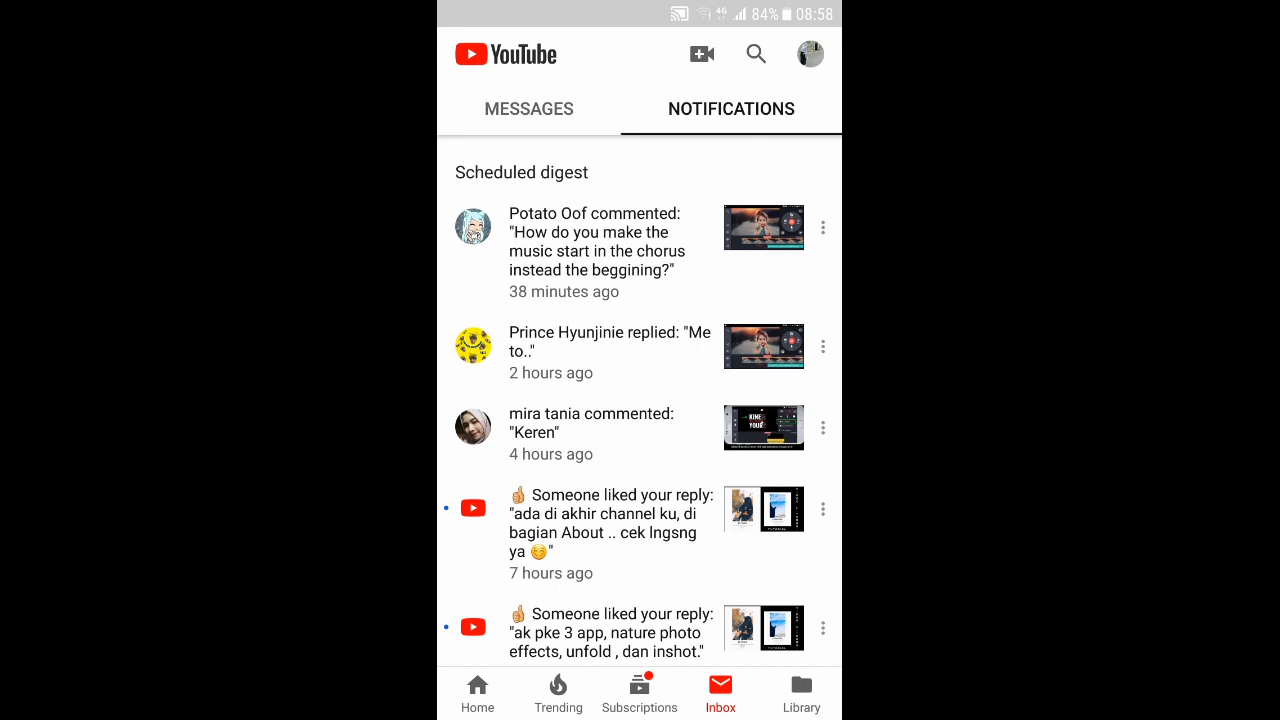 4G 84% 08:58
YouTube
MESSAGES NOTIFICATIONS
Scheduled digest
Potato Oof commented:
"How do you make the
music start in the chorus
instead the beggining?"
38 minutes ago
Prince Hyunjinie replied: "Me
to.."
2 hours ago
mira tania commented:
"Keren"
4 hours ago
KINE
YOUR
👍 Someone liked your reply:
"ada di akhir channel ku, di
bagian About .. cek lngsng
ya 😊"
7 hours ago
👍 Someone liked your reply:
"ak pke 3 app, nature photo
effects, unfold , dan inshot."
Home Trending Subscriptions Inbox Library